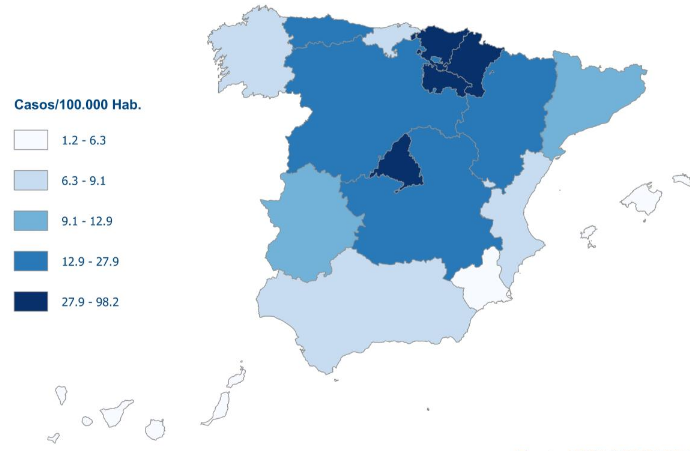 Casos/100.000 Hab.
1.2 - 6.3
6.3 - 9.1
9.1 - 12.9
12.9 - 27.9
27.9 - 98.2